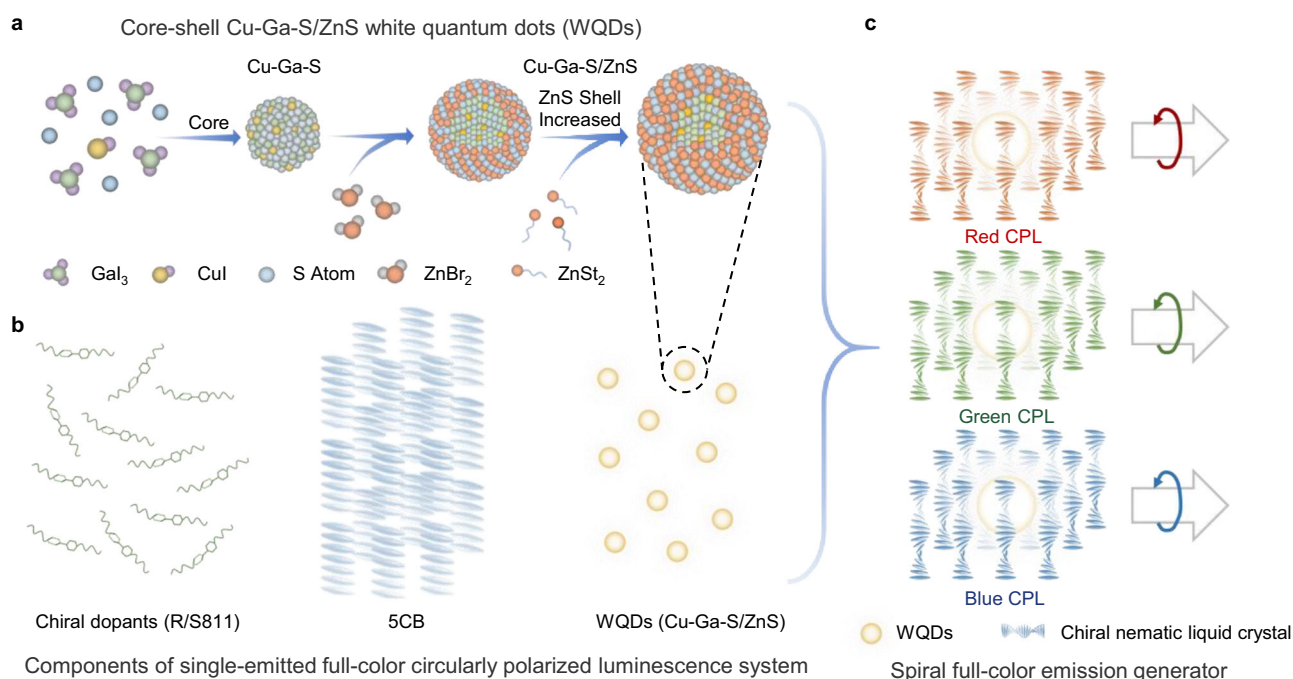 a
Core-shell Cu-Ga-S/ZnS white quantum dots (WQDs)
Cu-Ga-S
Cu-Ga-S/ZnS
Core
ZnS Shell
Increased
GaI3
CuI
S Atom
ZnBr2
ZnSt2
b
Chiral dopants (R/S811)
5CB
WQDs (Cu-Ga-S/ZnS)
Components of single-emitted full-color circularly polarized luminescence system
c
Red CPL
Green CPL
Blue CPL
WQDs
Chiral nematic liquid crystal
Spiral full-color emission generator